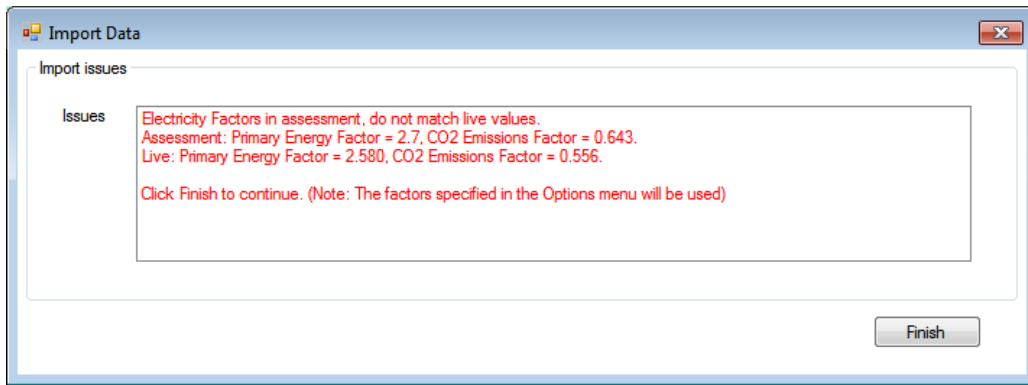 Import Data
Import issues
Issues
Electricity Factors in assessment, do not match live values.
Assessment: Primary Energy Factor = 2.7, CO2 Emissions Factor = 0.643.
Live: Primary Energy Factor = 2.580, CO2 Emissions Factor = 0.556.
Click Finish to continue. (Note: The factors specified in the Options menu will be used)
Finish